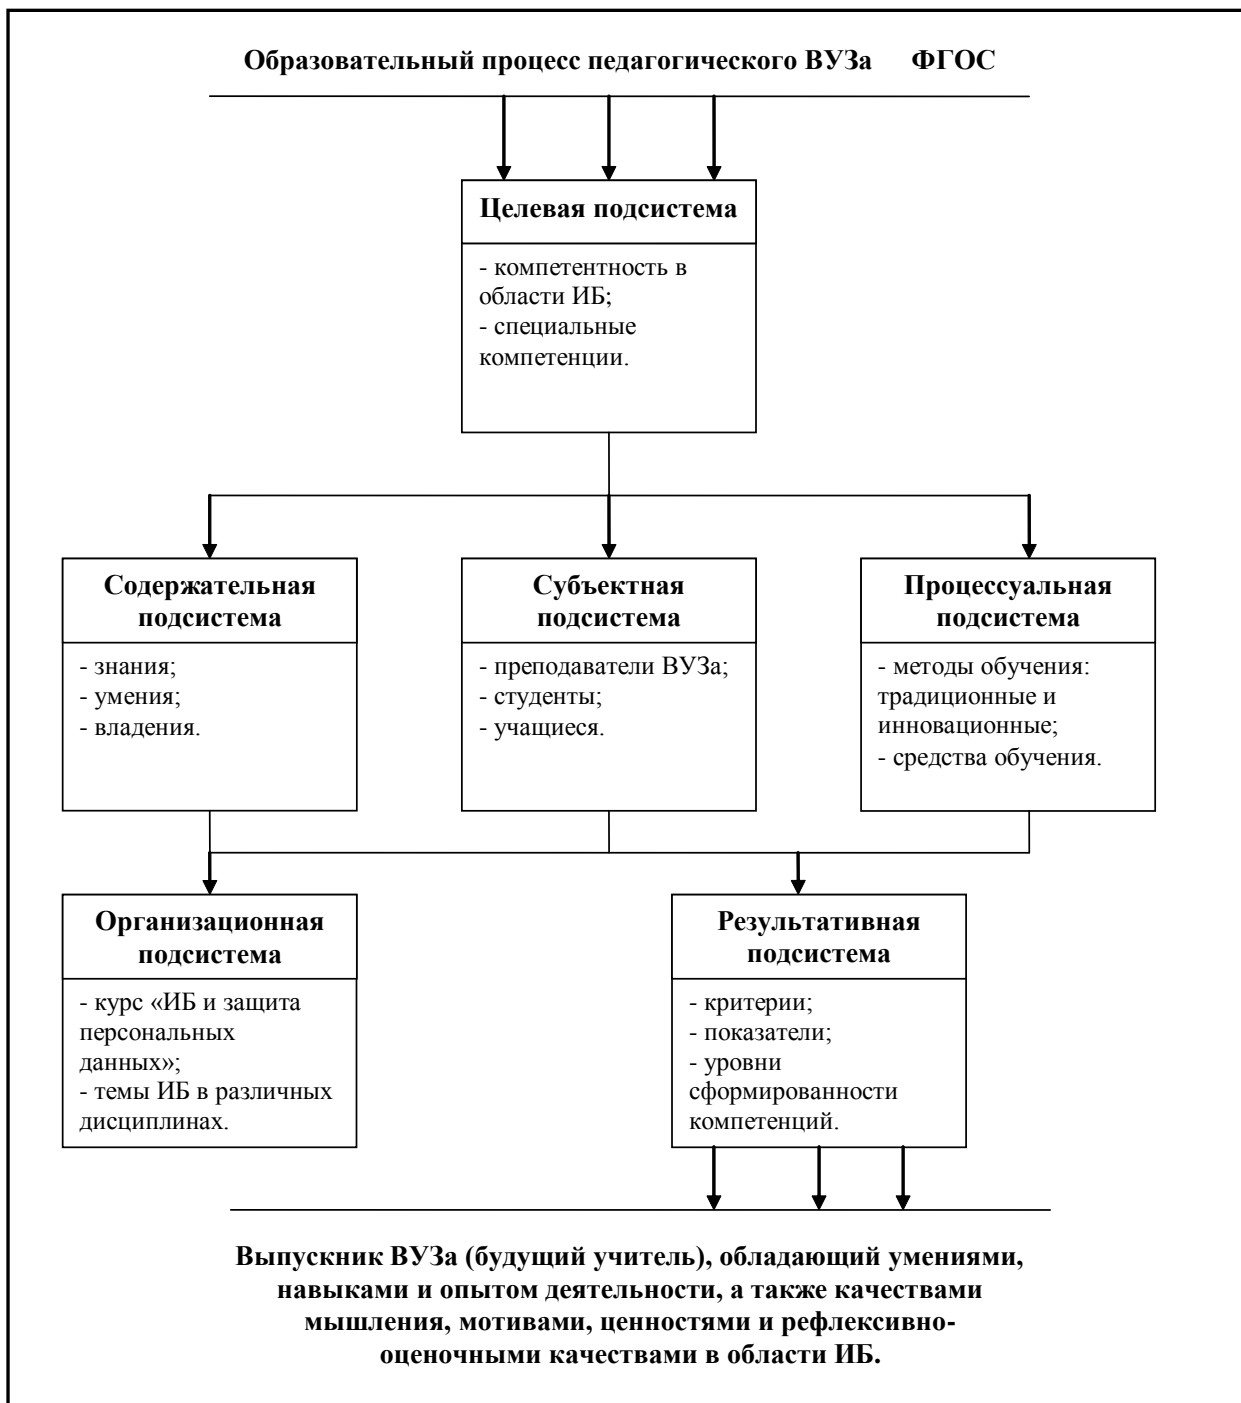 Образовательный процесс педагогического ВУЗа ФГОС
Целевая подсистема
- компетентность в
области ИБ;
- специальные
компетенции.
Содержательная
подсистема
- знания;
- умения;
- владения.
Субъектная
подсистема
- преподаватели ВУЗа;
- студенты;
- учащиеся.
Процессуальная
подсистема
- методы обучения:
традиционные и
инновационные;
- средства обучения.
Организационная
подсистема
- курс «ИБ и защита
персональных
данных»;
- темы ИБ в различных
дисциплинах.
Результативная
подсистема
- критерии;
- показатели;
- уровни
сформированности
компетенций.
Выпускник ВУЗа (будущий учитель), обладающий умениями,
навыками и опытом деятельности, а также качествами
мышления, мотивами, ценностями и рефлексивно-
оценочными качествами в области ИБ.